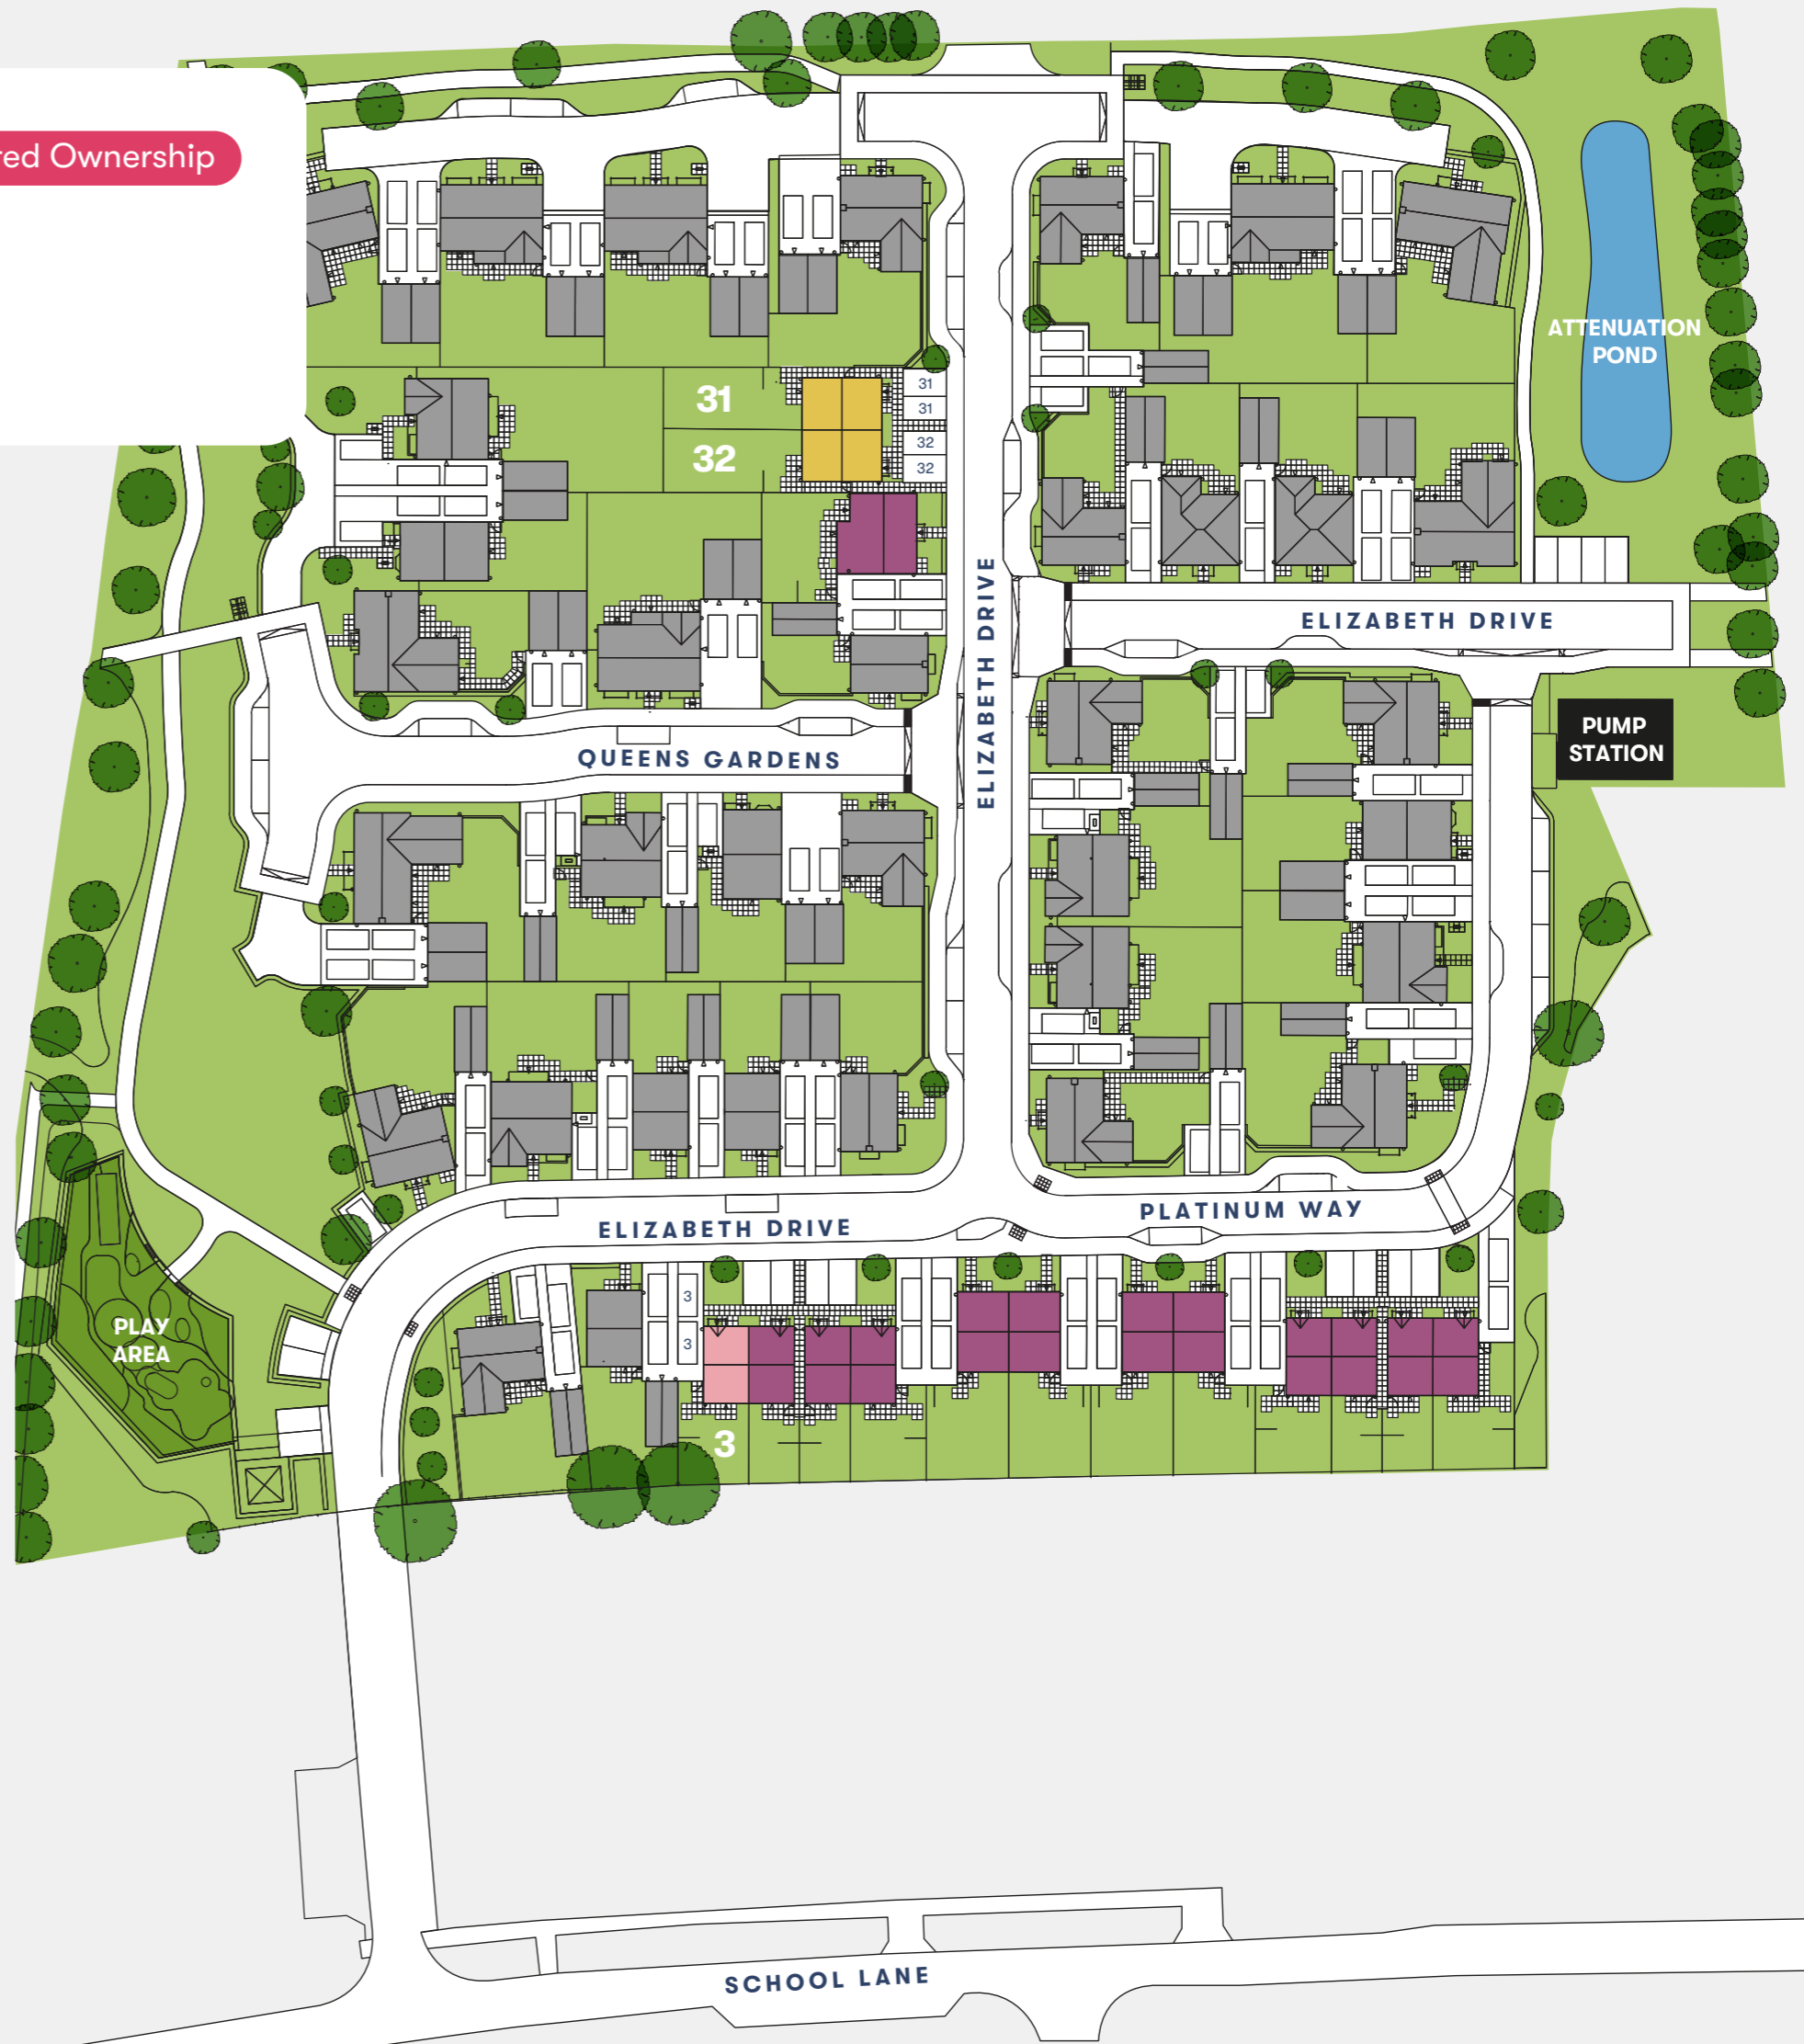 red Ownership
ATTENUATION
POND
31
31
31
32
32
32
ELIZABETH DRIVE
ELIZABETH DRIVE
PUMP
STATION
QUEENS GARDENS
PLATINUM WAY
ELIZABETH DRIVE
3
3
PLAY
AREA
3
SCHOOL LANE